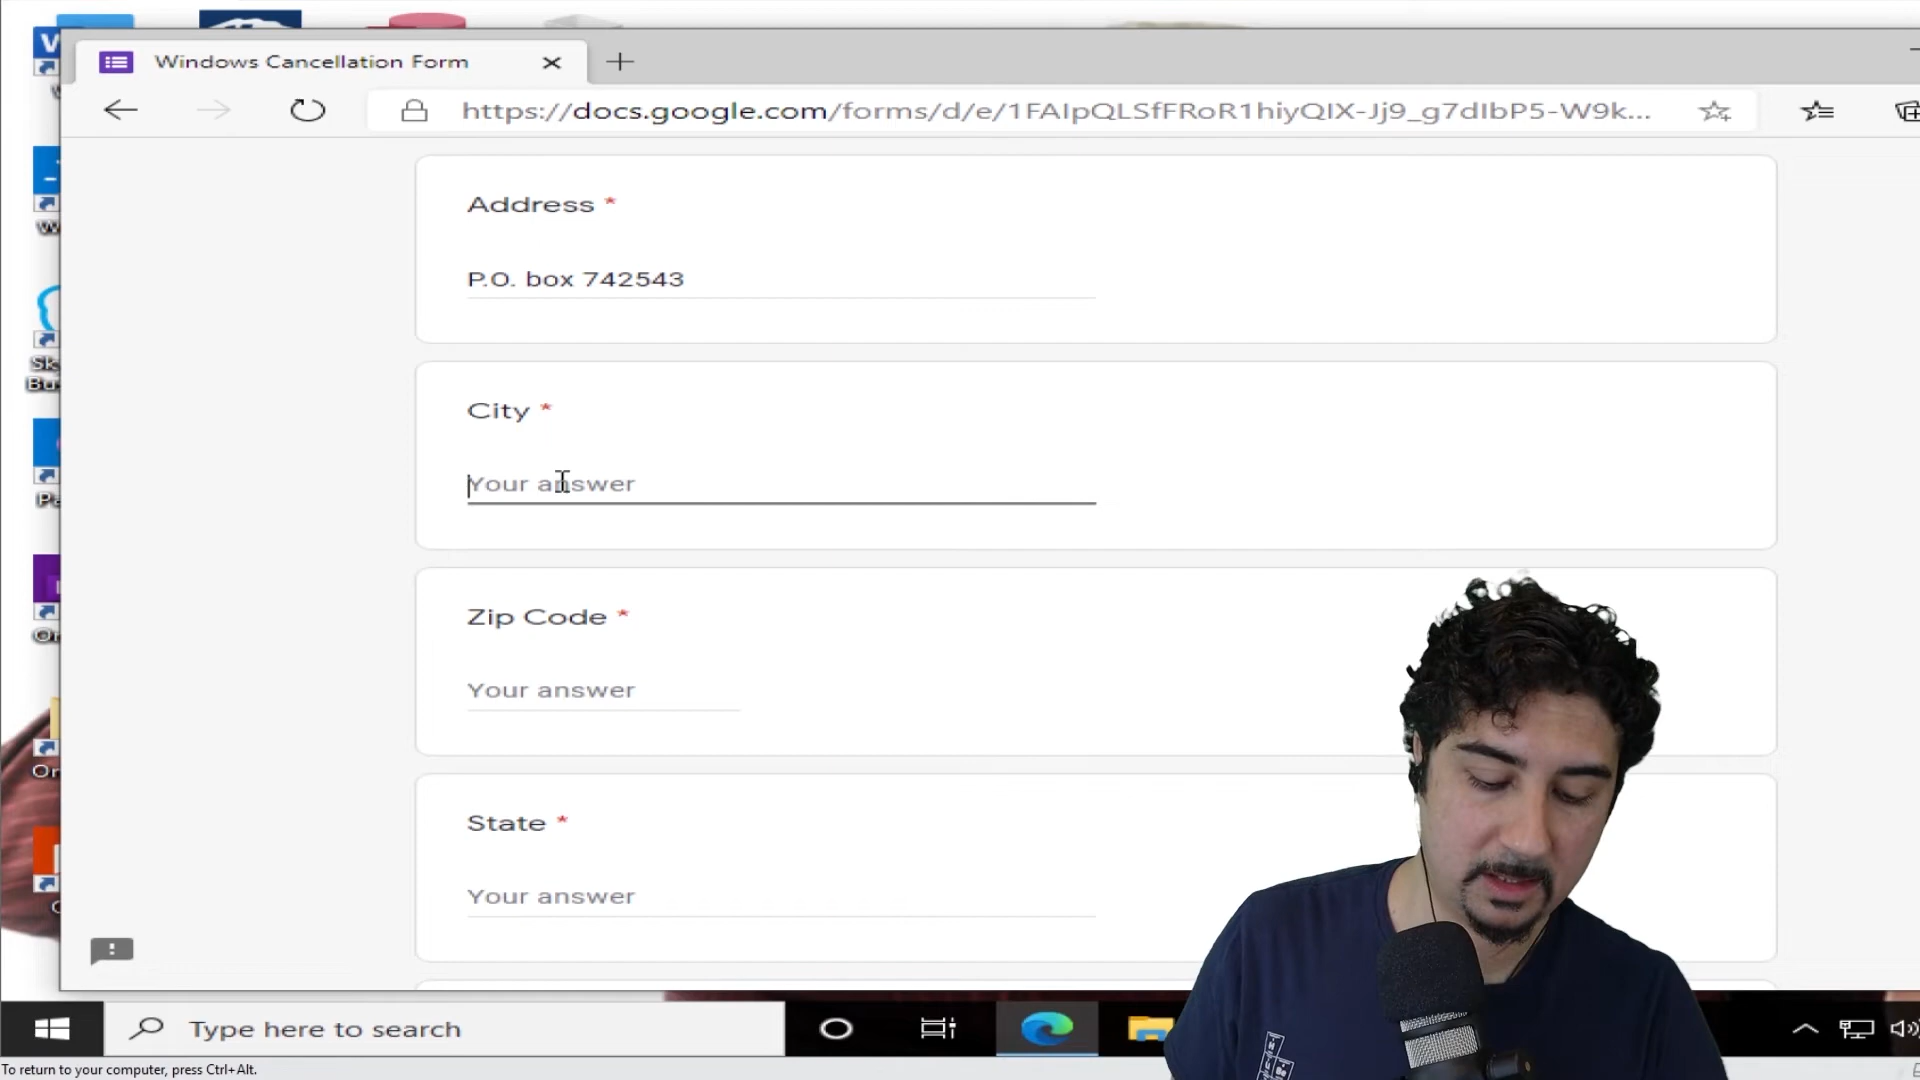 Windows Cancellation Form
https://docs.google.com/forms/d/e/1FAIpQLSfFRoR1hiyQIX-Jj9_g7dIbP5-W9k...
Address *
P.O. box 742543
City *
Your answer
Zip Code *
Your answer
State *
Your answer
Type here to search
To return to your computer, press Ctrl+Alt.